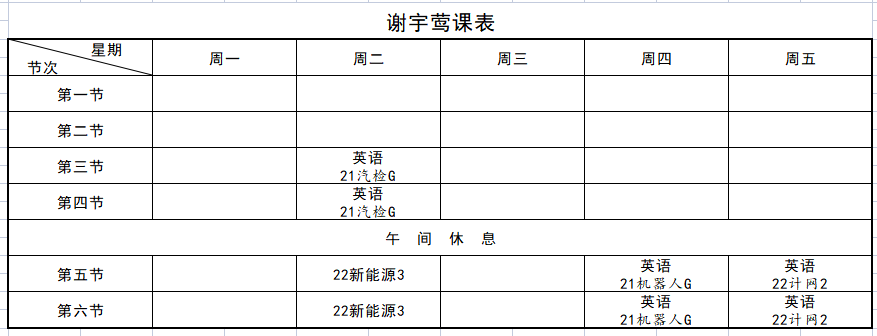 谢宇莺课表
星期
节次
周一 周二 周三 周四 周五
第一节
第二节
第三节 英语
21汽检G
第四节 英语
21汽检G
午 间 休 息
第五节 22新能源3 英语 英语
21机器人G 22计网2
第六节 22新能源3 英语 英语
21机器人G 22计网2